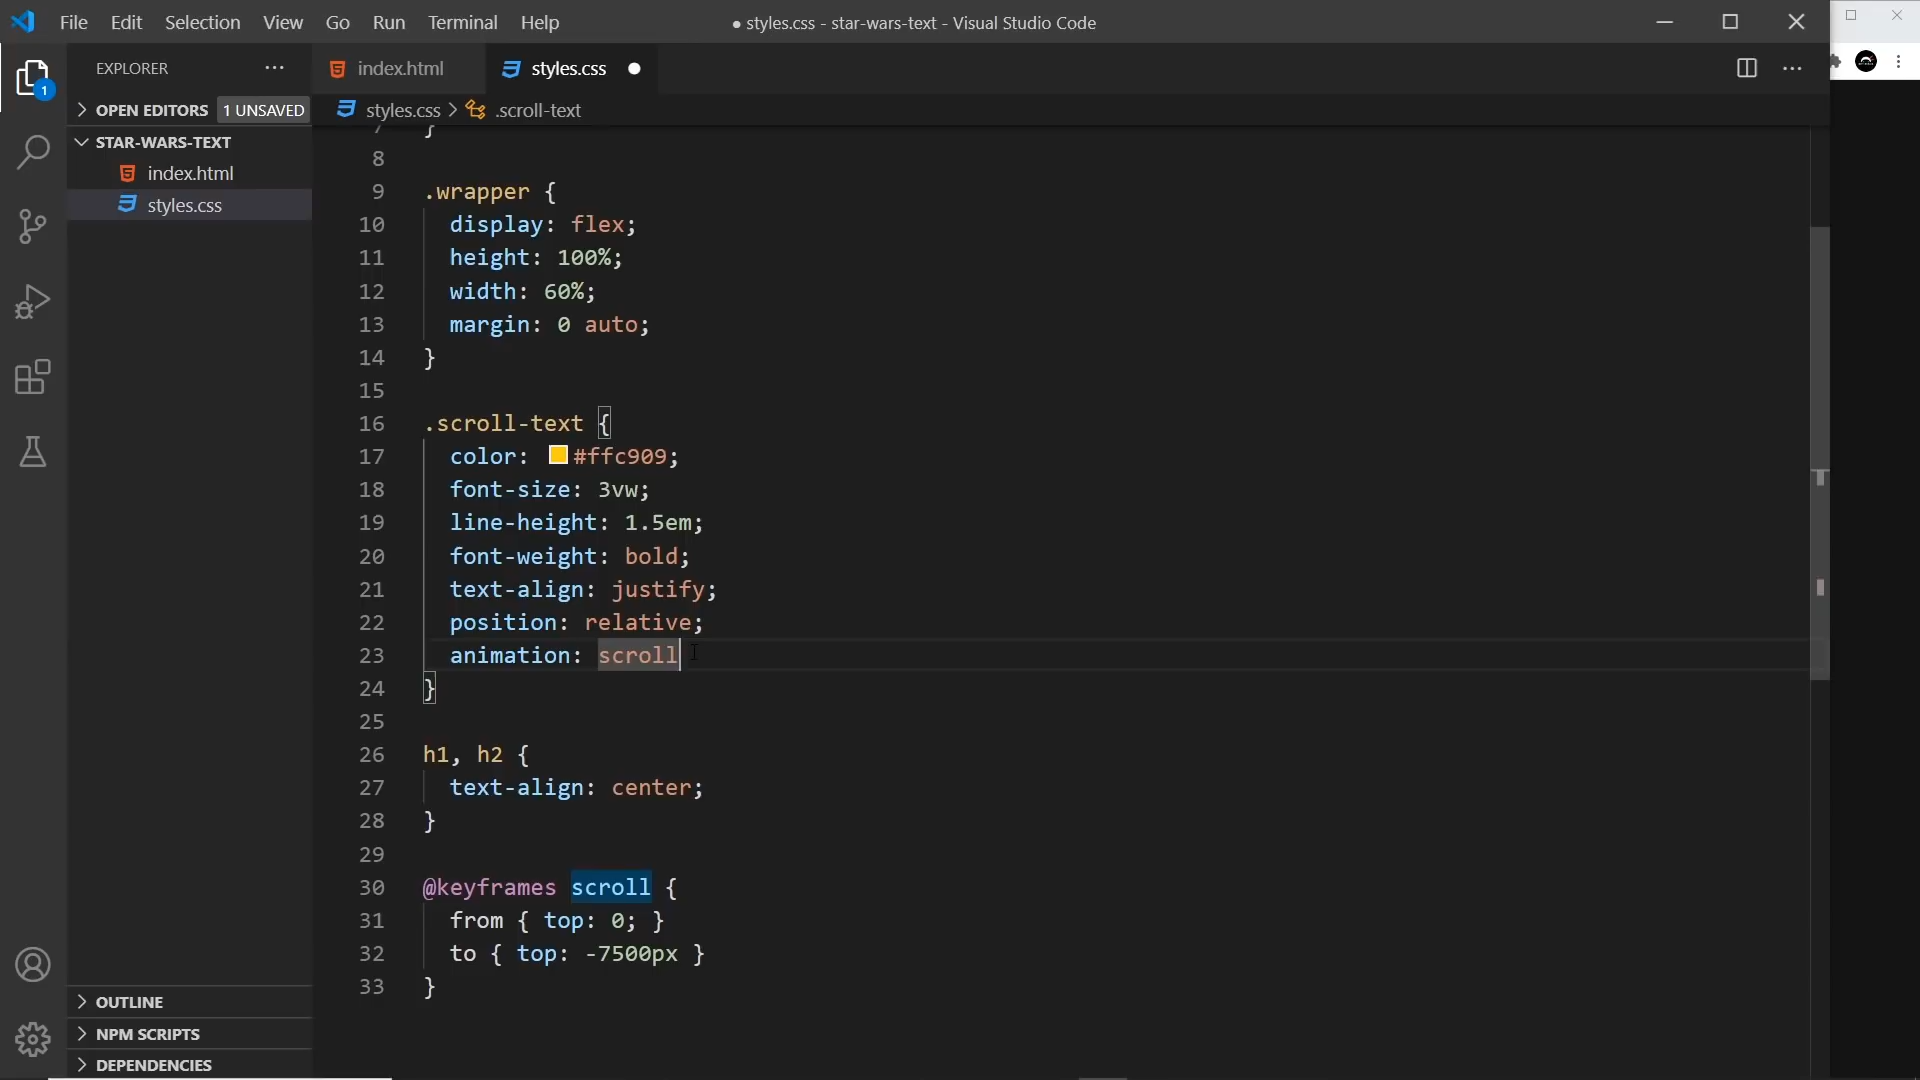 File Edit Selection View Go Run Terminal Help
● styles.css - star-wars-text - Visual Studio Code
EXPLORER
index.html
styles.css
OPEN EDITORS 1 UNSAVED
styles.css > .scroll-text
STAR-WARS-TEXT
index.html
styles.css
1
7 }
8
9 .wrapper {
10 display: flex;
11 height: 100%;
12 width: 60%;
13 margin: 0 auto;
14 }
15
16 .scroll-text {
17 color: #ffc909;
18 font-size: 3vw;
19 line-height: 1.5em;
20 font-weight: bold;
21 text-align: justify;
22 position: relative;
23 animation: scroll
24 }
25
26 h1, h2 {
27 text-align: center;
28 }
29
30 @keyframes scroll {
31 from { top: 0; }
32 to { top: -7500px }
33 }
OUTLINE
NPM SCRIPTS
DEPENDENCIES